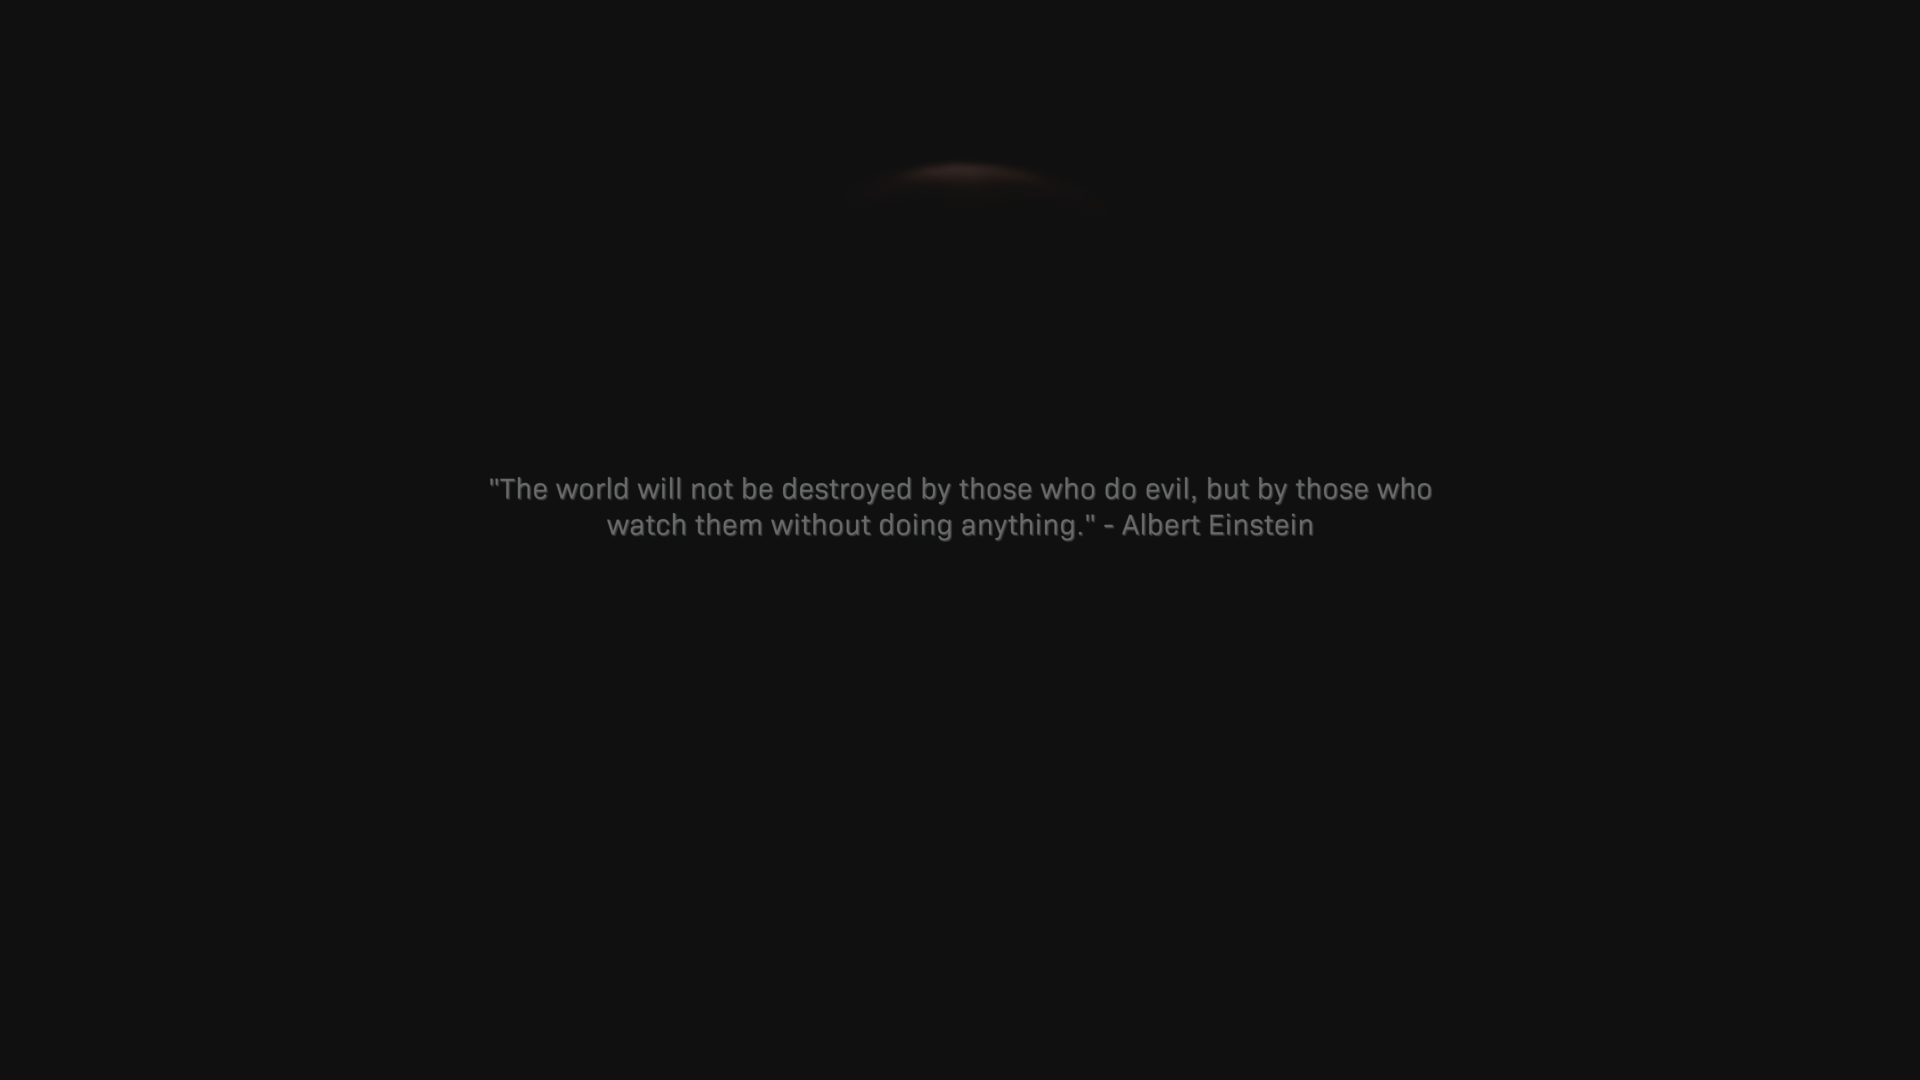 "The world will not be destroyed by those who do evil, but by those who
watch them without doing anything." - Albert Einstein